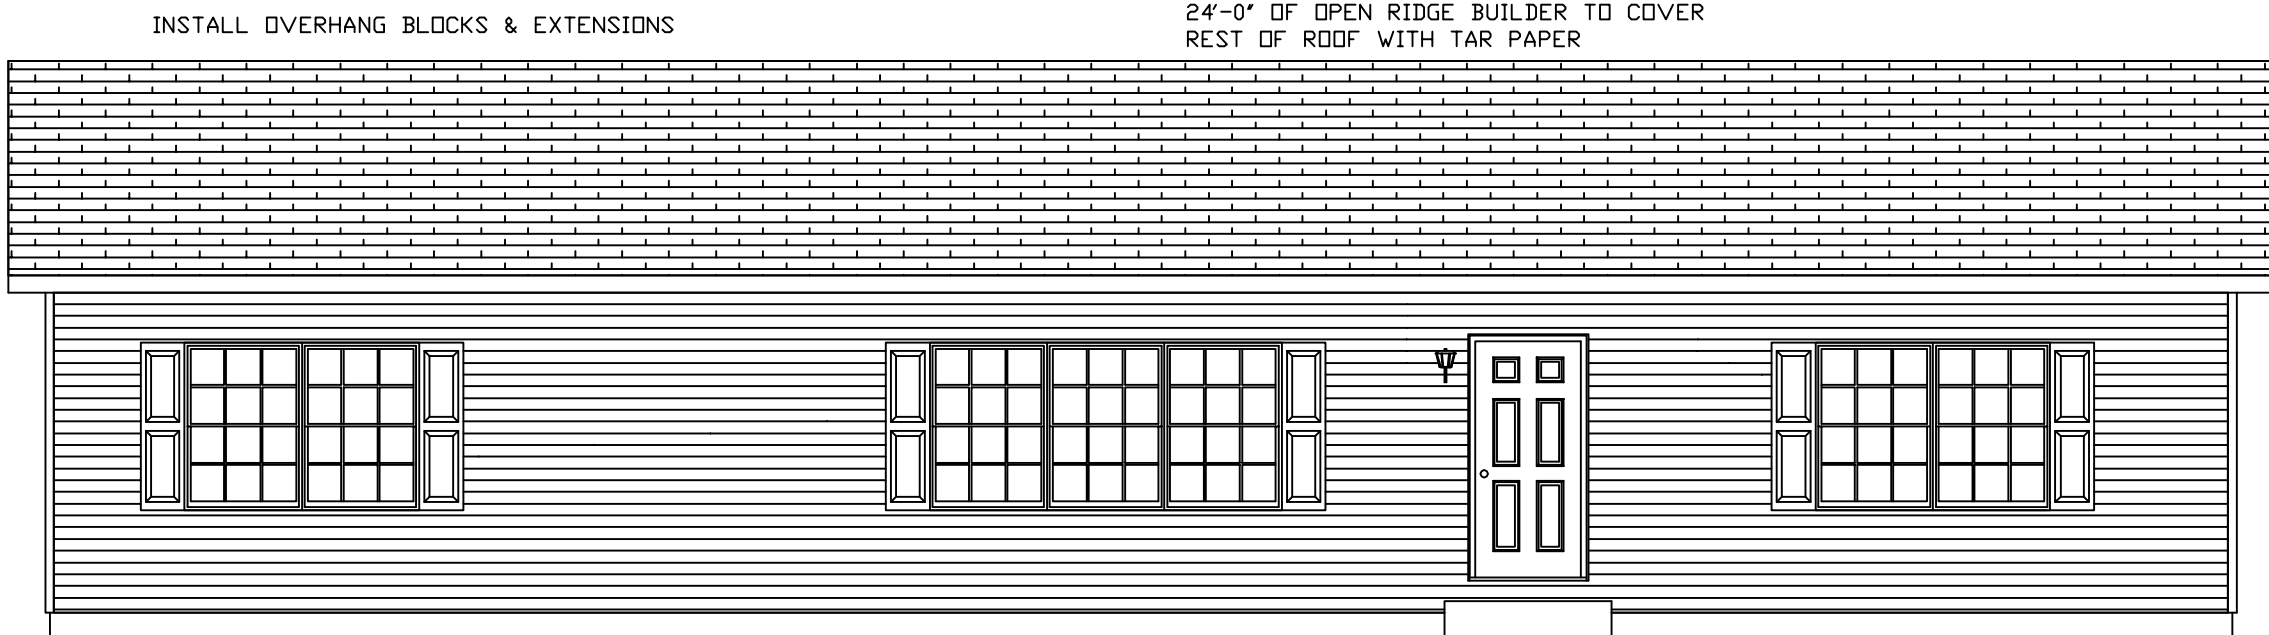 INSTALL OVERHANG BLOCKS & EXTENSIONS
24'-0" OF OPEN RIDGE BUILDER TO COVER
REST OF ROOF WITH TAR PAPER